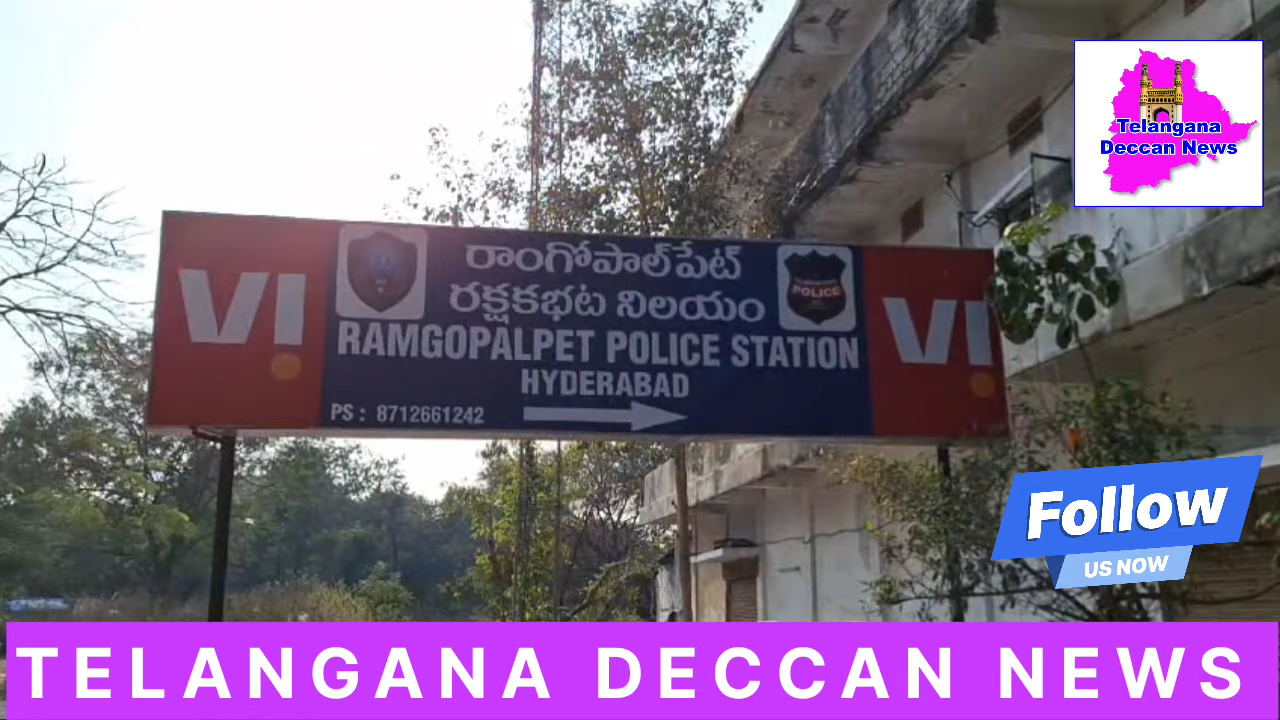 Telangana
Deccan News
VI
రాంగోపాల్‌పేట్
రక్షకభట నిలయం
RAMGOPALPET POLICE STATION
HYDERABAD
PS : 8712661242
POLICE
VI
Follow
US NOW
TELANGANA DECCAN NEWS